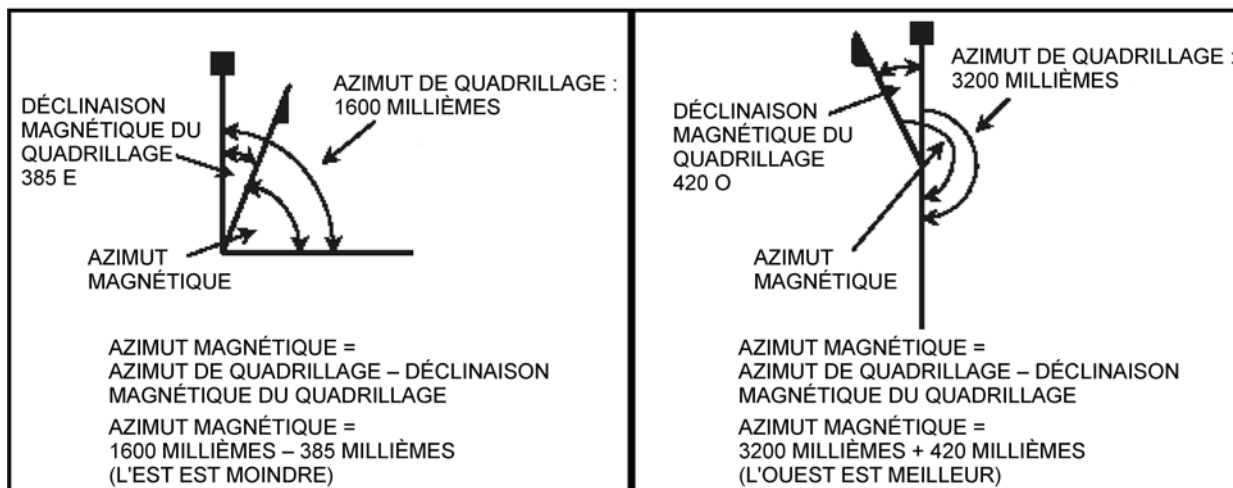 AZIMUT DE QUADRILLAGE :
1600 MILLIÈMES
DÉCLINAISON
MAGNÉTIQUE DU
QUADRILLAGE
385 E
AZIMUT
MAGNÉTIQUE
AZIMUT MAGNÉTIQUE =
AZIMUT DE QUADRILLAGE – DÉCLINAISON
MAGNÉTIQUE DU QUADRILLAGE
AZIMUT MAGNÉTIQUE =
1600 MILLIÈMES – 385 MILLIÈMES
(L'EST EST MOINDRE)
AZIMUT DE QUADRILLAGE :
3200 MILLIÈMES
DÉCLINAISON
MAGNÉTIQUE DU
QUADRILLAGE
420 O
AZIMUT
MAGNÉTIQUE
AZIMUT MAGNÉTIQUE =
AZIMUT DE QUADRILLAGE – DÉCLINAISON
MAGNÉTIQUE DU QUADRILLAGE
AZIMUT MAGNÉTIQUE =
3200 MILLIÈMES + 420 MILLIÈMES
(L'OUEST EST MEILLEUR)